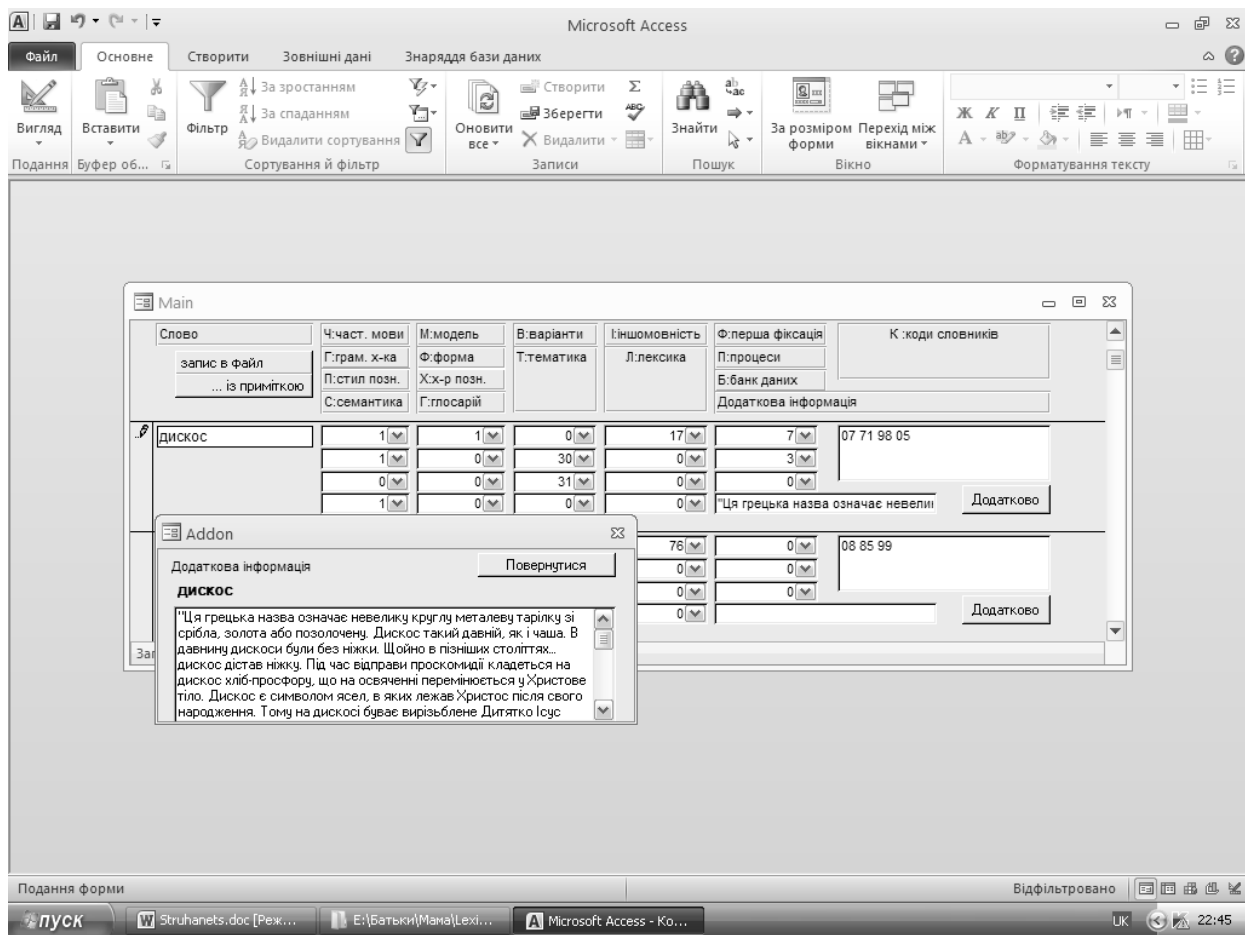 Microsoft Access
Файл Основне Створити Зовнішні дані Знаряддя бази даних
Вигляд
Подання
Вставити
Буфер об...
Фільтр
За зростанням
За спаданням
Видалити сортування
Сортування й фільтр
Оновити все
Створити
Зберегти
Видалити
Записи
Знайти
Пошук
За розміром форми
Перехід між вікнами
Вікно
Ж К П
Форматування тексту
Main
Слово Ч:част. мови М:модель В:варіанти І:іншомовність Ф:перша фіксація К :коди словників
запис в файл Г:грам. х-ка Ф:форма Т:тематика Л:лексика П:процеси
... із приміткою П:стил позн. Х:х-р позн. Б:банк даних
С:семантика Г:глосарій Додаткова інформація
дискос 1 1 0 17 7 07 71 98 05
1 0 30 0 3
0 0 31 0 0
1 0 0 0 "Ця грецька назва означає невели Додатково
76 0 08 85 99
0 0
0 0
0 Додатково
Addon
Додаткова інформація Повернутися
дискос
"Ця грецька назва означає невелику круглу металеву тарілку зі
срібла, золота або позолочену. Дискос такий давній, як і чаша. В
давнину дискоси були без ніжки. Щойно в пізніших століттях...
дискос дістав ніжку. Під час відправи проскомидії кладеться на
дискос хліб-просфору, що на освяченні перемінюється у Христове
тіло. Дискос є символом ясел, в яких лежав Христос після свого
народження. Тому на дискосі буває вирізьблене Дитятко Ісус
Подання форми Відфільтровано
пуск Struhanets.doc [Реж... E:\Батьки\Мама\Lexi... Microsoft Access - Ко... UK 22:45